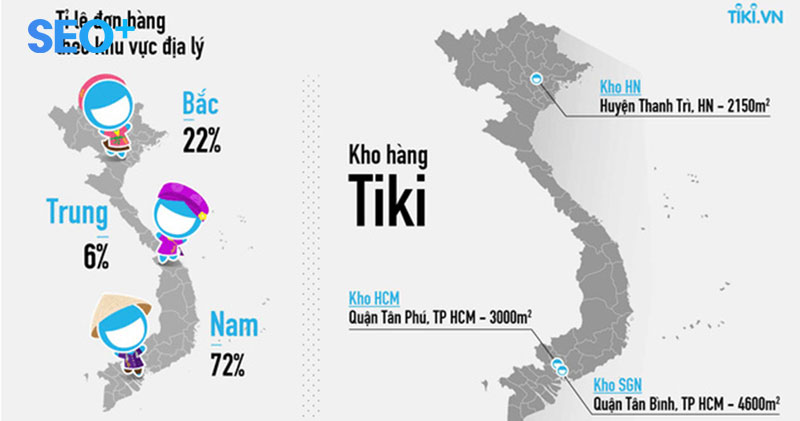 Tỉ lệ đơn hàng
theo khu vực địa lý
SEO+
Bắc
22%
Trung
6%
Nam
72%
TIKI.VN
Kho hàng
Tiki
Kho HN
Huyện Thanh Trì, HN - 2150m²
Kho HCM
Quận Tân Phú, TP HCM - 3000m²
Kho SGN
Quận Tân Bình, TP HCM - 4600m²